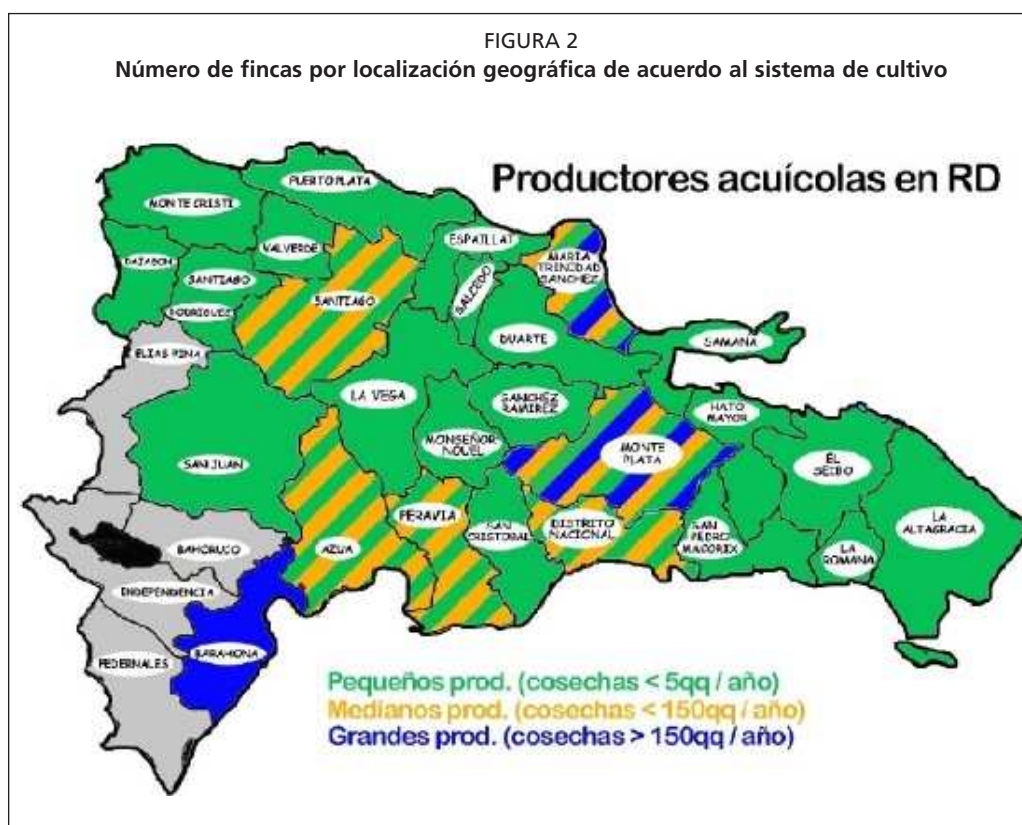 FIGURA 2
Número de fincas por localización geográfica de acuerdo al sistema de cultivo
Productores acuícolas en RD
PUERTO PLATA
MONTE CRISTI
ESPAILLAT
VALVERDE
MARIA
TRINIDAD
SANCHEZ
DAJABON
SANTIAGO
RODRIGUEZ
SANTIAGO
SALCEDO
DUARTE
SAMANÁ
ELIAS PINA
LA VEGA
SANCHEZ
RAMIREZ
HATO
MAYOR
MONSEÑOR
NOUEL
MONTE
PLATA
EL
SEIBO
SAN JUAN
PERAVIA
SAN
CRISTOBAL
DISTRITO
NACIONAL
SAN
PEDRO
MACORIX
LA
ALTAGRACIA
AZUA
LA
ROMANA
BAHORUCO
INDEPENDENCIA
BARAHONA
PEDERNALES
Pequeños prod. (cosechas < 5qq / año)
Medianos prod. (cosechas < 150qq / año)
Grandes prod. (cosechas > 150qq / año)